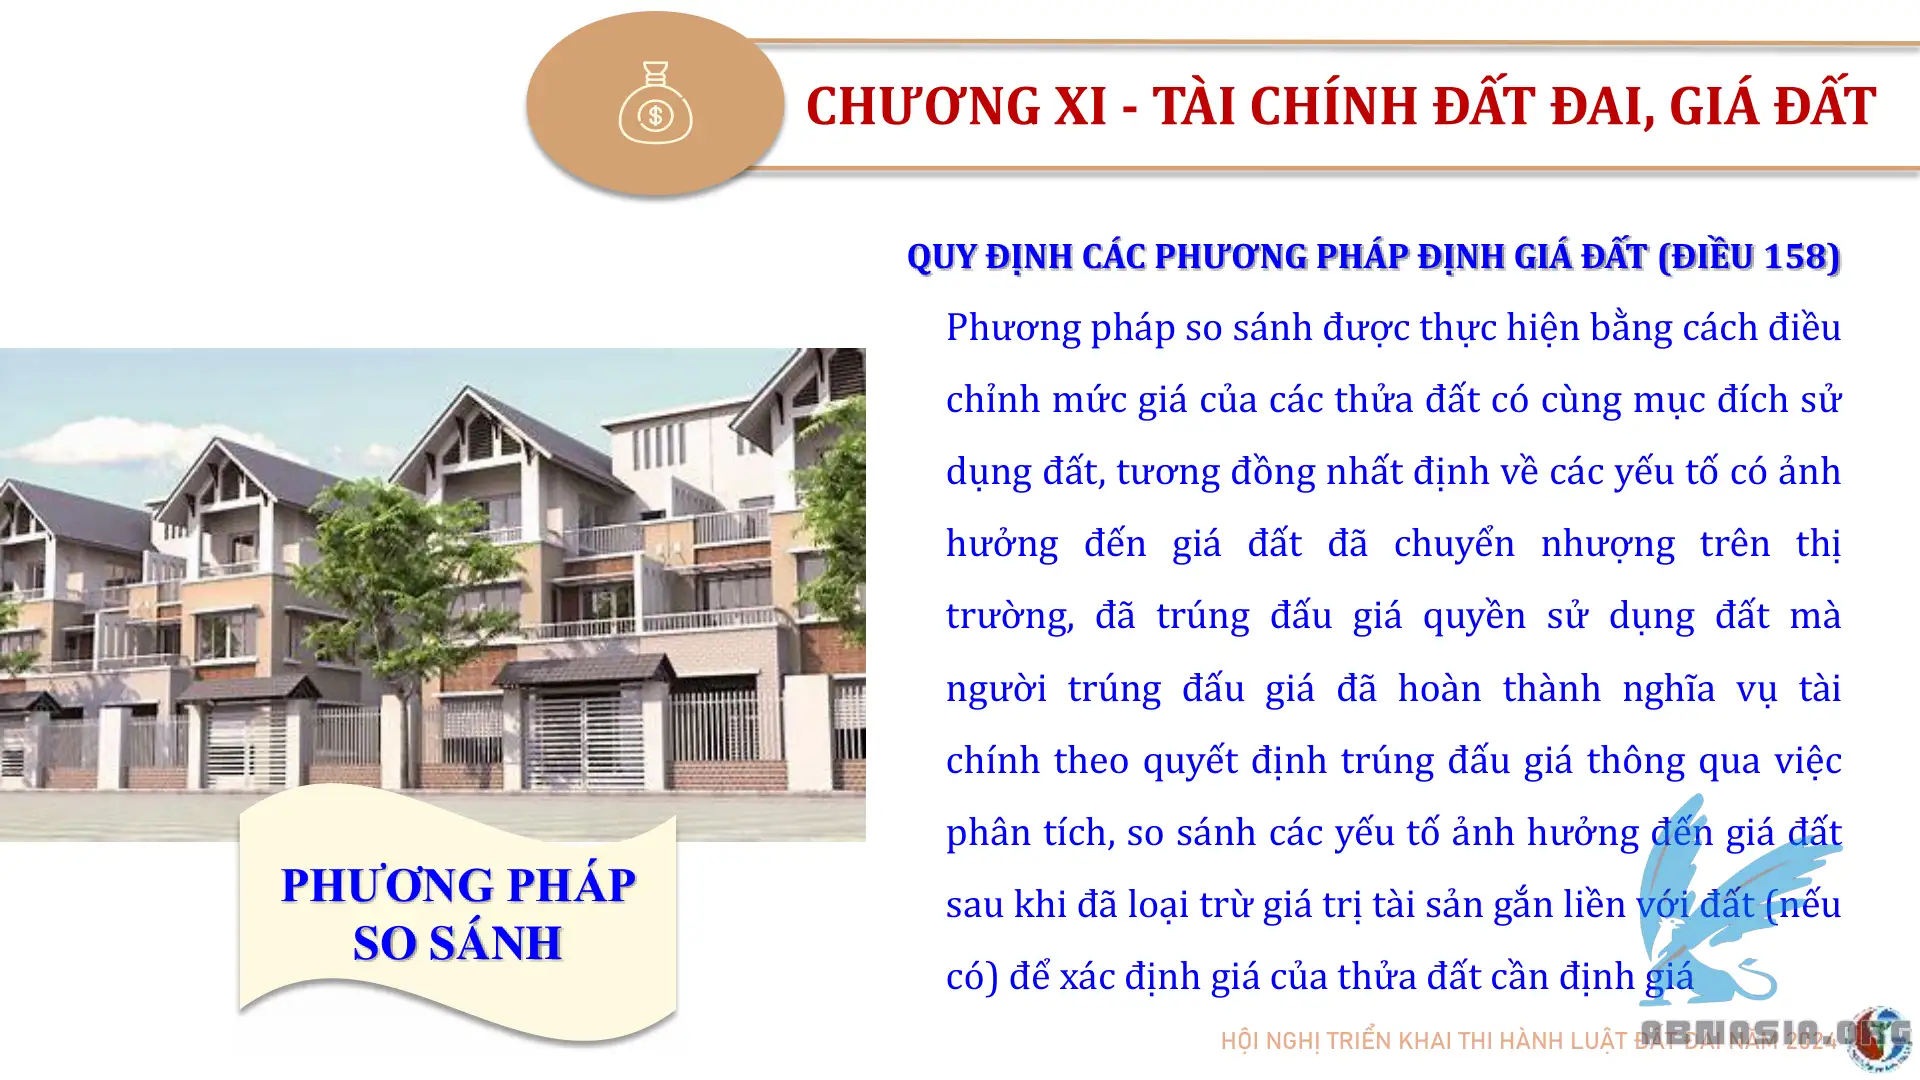 CHƯƠNG XI - TÀI CHÍNH ĐẤT ĐAI, GIÁ ĐẤT
QUY ĐỊNH CÁC PHƯƠNG PHÁP ĐỊNH GIÁ ĐẤT (ĐIỀU 158)
Phương pháp so sánh được thực hiện bằng cách điều
chỉnh mức giá của các thửa đất có cùng mục đích sử
dụng đất, tương đồng nhất định về các yếu tố có ảnh
hưởng đến giá đất đã chuyển nhượng trên thị
trường, đã trúng đấu giá quyền sử dụng đất mà
người trúng đấu giá đã hoàn thành nghĩa vụ tài
chính theo quyết định trúng đấu giá thông qua việc
phân tích, so sánh các yếu tố ảnh hưởng đến giá đất
sau khi đã loại trừ giá trị tài sản gắn liền với đất (nếu
có) để xác định giá của thửa đất cần định giá
PHƯƠNG PHÁP
SO SÁNH
HỘI NGHỊ TRIỂN KHAI THI HÀNH LUẬT ĐẤT ĐAI NĂM 2024
ABMASIA.ORG